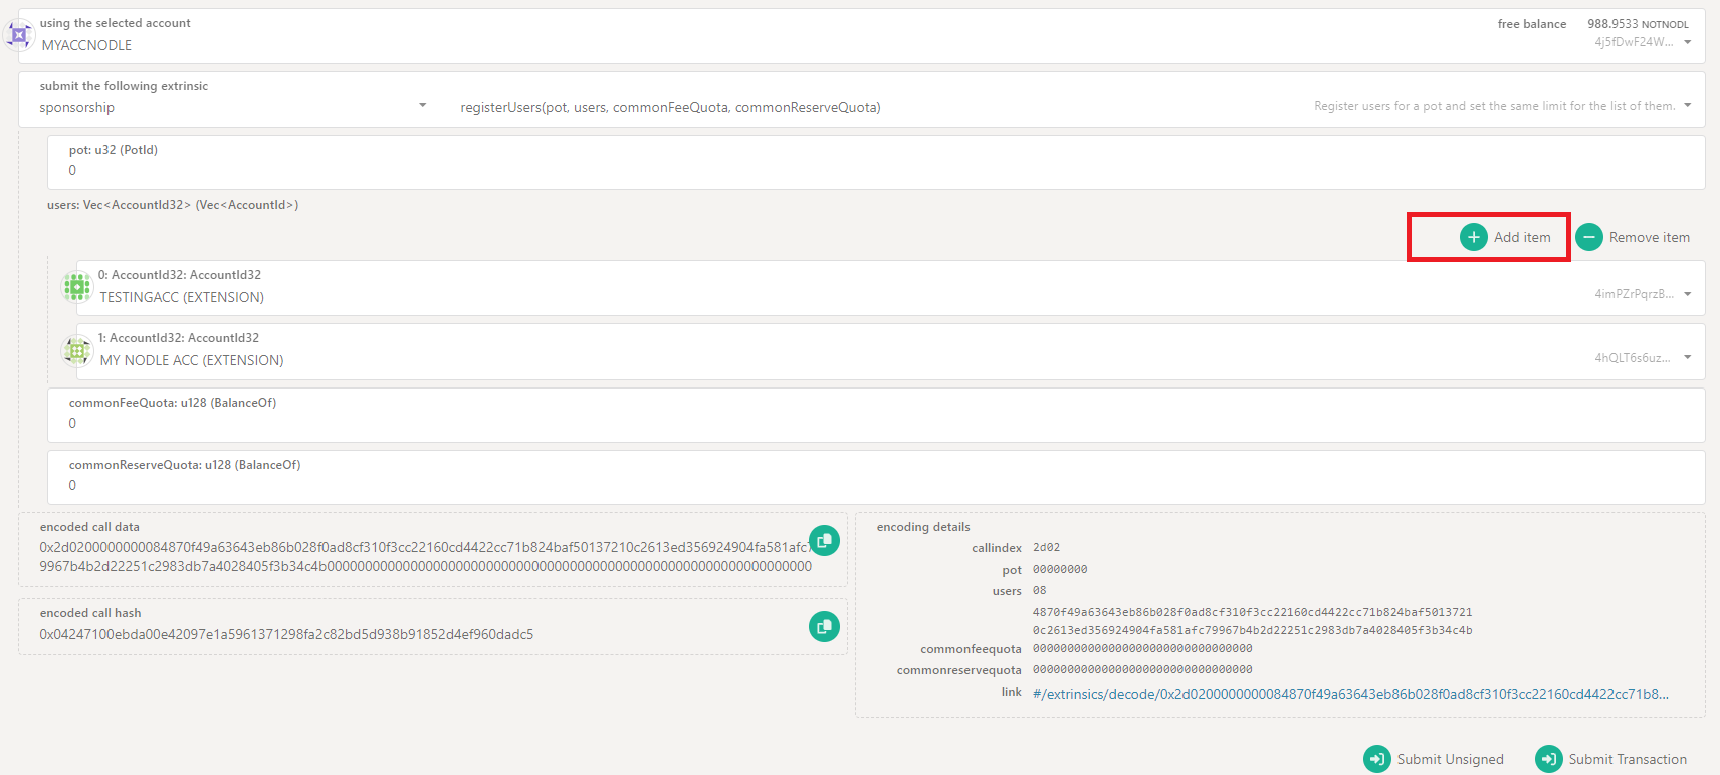 using the selected account
MYACCNODLE
free balance 988.9533 NOTNODL
4j5fDwF24W...
submit the following extrinsic
sponsorship
registerUsers(pot, users, commonFeeQuota, commonReserveQuota)
Register users for a pot and set the same limit for the list of them.
pot: u32 (PotId)
0
users: Vec<AccountId32> (Vec<AccountId>)
Add item
Remove item
0: AccountId32: AccountId32
TESTINGACC (EXTENSION)
4imPZrPqrzB...
1: AccountId32: AccountId32
MY NODLE ACC (EXTENSION)
4hQLT6s6uz...
commonFeeQuota: u128 (BalanceOf)
0
commonReserveQuota: u128 (BalanceOf)
0
encoded call data
0x2d0200000000084870f49a63643eb86b028f0ad8cf310f3cc22160cd4422cc71b824baf50137210c2613ed356924904fa581afc7
9967b4b2d22251c2983db7a4028405f3b34c4b0000000000000000000000000000000000000000000000000000000000000000
encoded call hash
0x04247100ebda00e42097e1a5961371298fa2c82bd5d938b91852d4ef960dadc5
encoding details
callindex 2d02
pot 00000000
users 08
4870f49a63643eb86b028f0ad8cf310f3cc22160cd4422cc71b824baf5013721
0c2613ed356924904fa581afc79967b4b2d22251c2983db7a4028405f3b34c4b
commonfeequota 00000000000000000000000000000000
commonreservequota 00000000000000000000000000000000
link #/extrinsics/decode/0x2d0200000000084870f49a63643eb86b028f0ad8cf310f3cc22160cd4422cc71b8...
Submit Unsigned
Submit Transaction